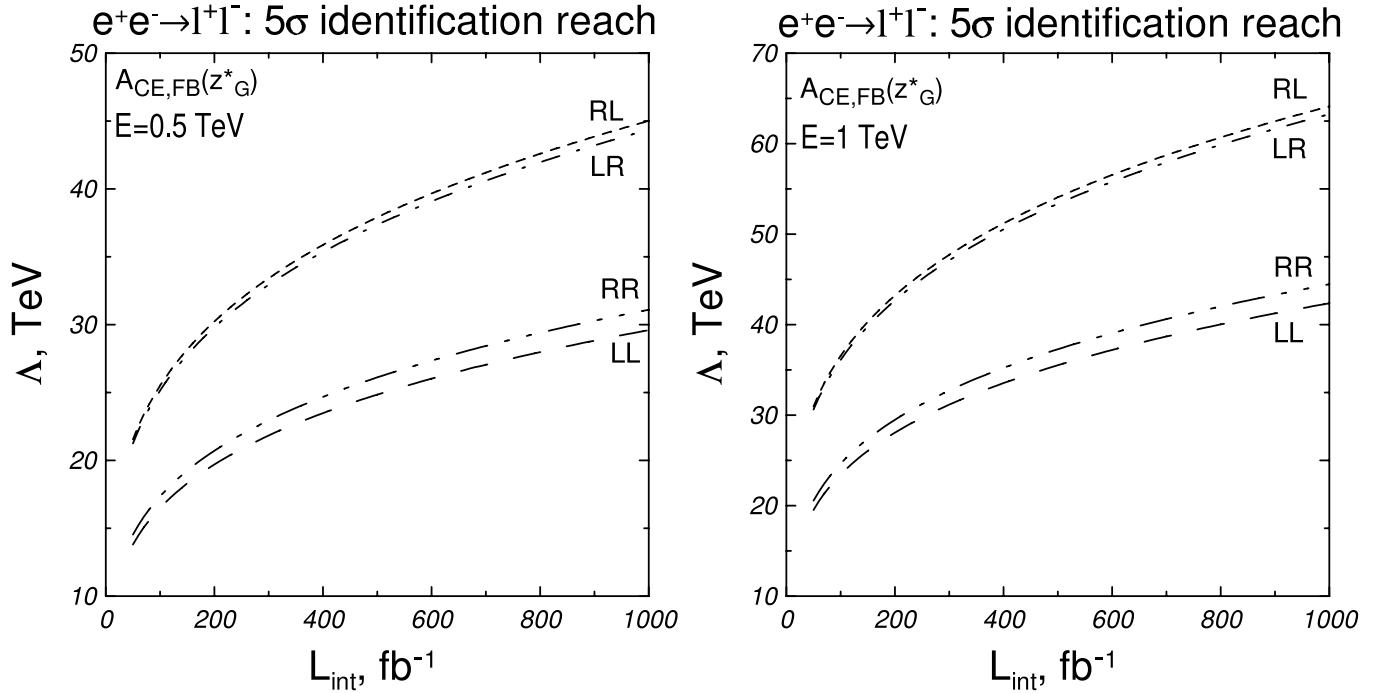 e⁺e⁻→l⁺l⁻: 5σ identification reach
A_CE,FB(z*_G)
E=0.5 TeV
RL
LR
RR
LL
Λ, TeV
50
40
30
20
10
0 200 400 600 800 1000
L_int, fb⁻¹
e⁺e⁻→l⁺l⁻: 5σ identification reach
A_CE,FB(z*_G)
E=1 TeV
RL
LR
RR
LL
Λ, TeV
70
60
50
40
30
20
10
0 200 400 600 800 1000
L_int, fb⁻¹